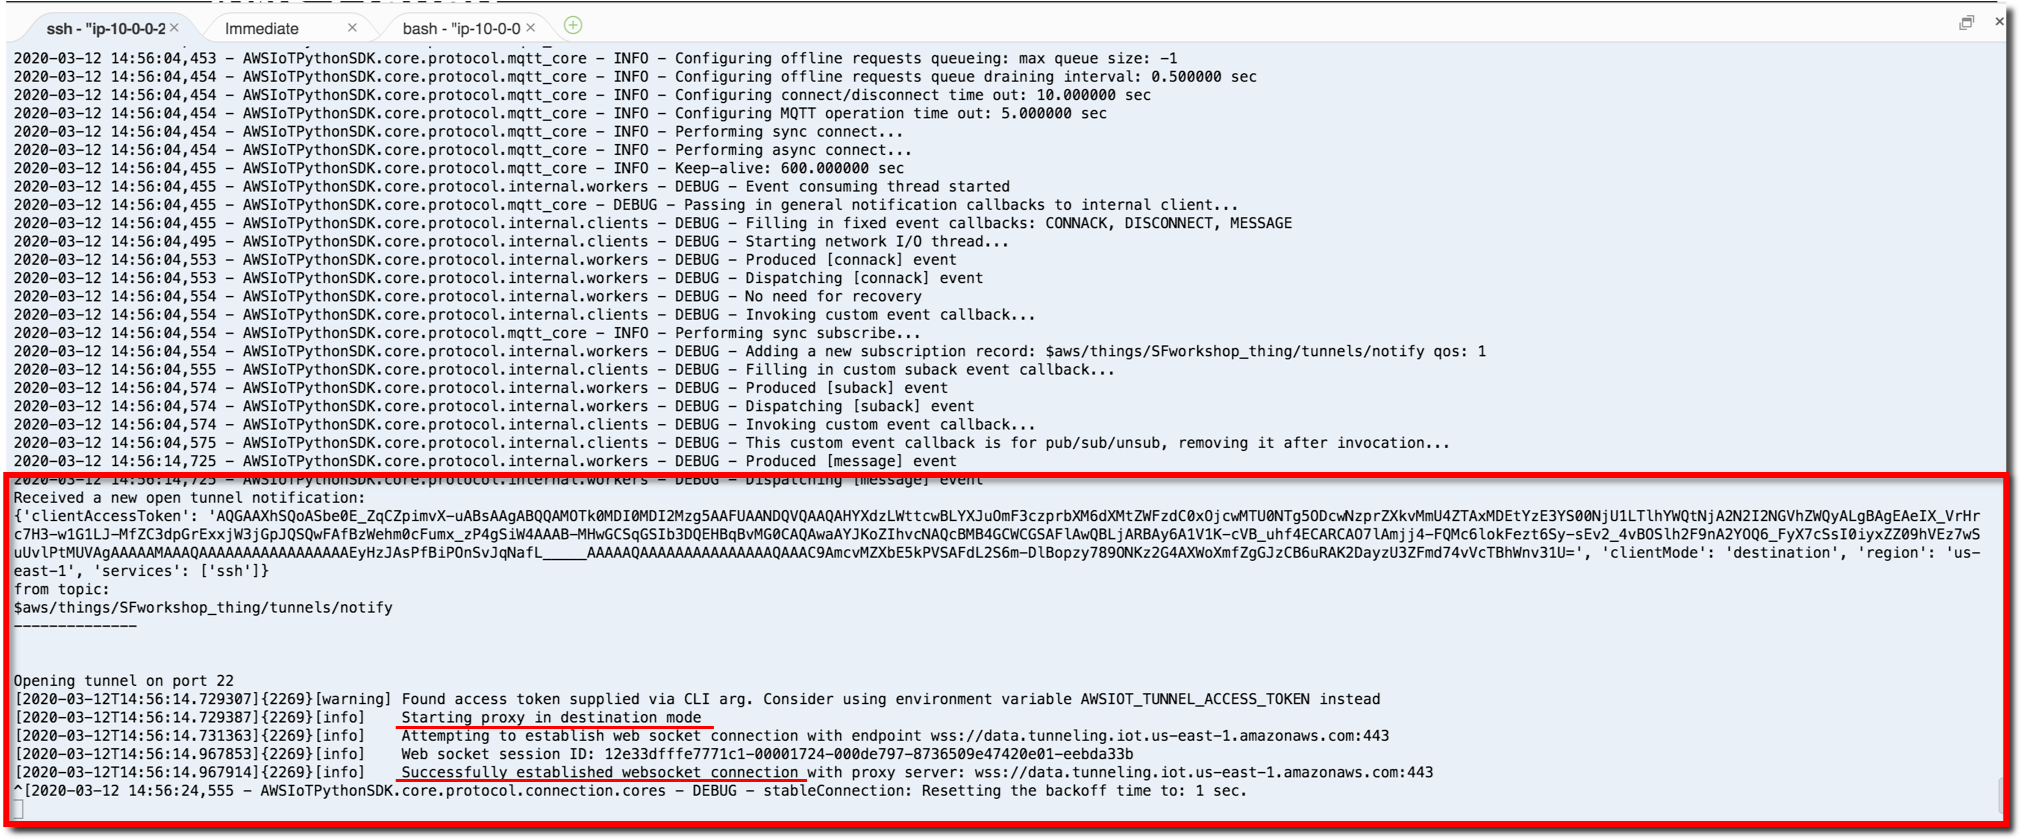 ssh - "ip-10-0-0-2 × Immediate × bash - "ip-10-0-0 ×
2020-03-12 14:56:04,453 - AWSIoTPythonSDK.core.protocol.mqtt_core - INFO - Configuring offline requests queueing: max queue size: -1
2020-03-12 14:56:04,454 - AWSIoTPythonSDK.core.protocol.mqtt_core - INFO - Configuring offline requests queue draining interval: 0.500000 sec
2020-03-12 14:56:04,454 - AWSIoTPythonSDK.core.protocol.mqtt_core - INFO - Configuring connect/disconnect time out: 10.000000 sec
2020-03-12 14:56:04,454 - AWSIoTPythonSDK.core.protocol.mqtt_core - INFO - Configuring MQTT operation time out: 5.000000 sec
2020-03-12 14:56:04,454 - AWSIoTPythonSDK.core.protocol.mqtt_core - INFO - Performing sync connect...
2020-03-12 14:56:04,454 - AWSIoTPythonSDK.core.protocol.mqtt_core - INFO - Performing async connect...
2020-03-12 14:56:04,455 - AWSIoTPythonSDK.core.protocol.mqtt_core - INFO - Keep-alive: 600.000000 sec
2020-03-12 14:56:04,455 - AWSIoTPythonSDK.core.protocol.internal.workers - DEBUG - Event consuming thread started
2020-03-12 14:56:04,455 - AWSIoTPythonSDK.core.protocol.mqtt_core - DEBUG - Passing in general notification callbacks to internal client...
2020-03-12 14:56:04,455 - AWSIoTPythonSDK.core.protocol.internal.clients - DEBUG - Filling in fixed event callbacks: CONNACK, DISCONNECT, MESSAGE
2020-03-12 14:56:04,495 - AWSIoTPythonSDK.core.protocol.internal.clients - DEBUG - Starting network I/O thread...
2020-03-12 14:56:04,553 - AWSIoTPythonSDK.core.protocol.internal.workers - DEBUG - Produced [connack] event
2020-03-12 14:56:04,553 - AWSIoTPythonSDK.core.protocol.internal.workers - DEBUG - Dispatching [connack] event
2020-03-12 14:56:04,554 - AWSIoTPythonSDK.core.protocol.internal.workers - DEBUG - No need for recovery
2020-03-12 14:56:04,554 - AWSIoTPythonSDK.core.protocol.internal.clients - DEBUG - Invoking custom event callback...
2020-03-12 14:56:04,554 - AWSIoTPythonSDK.core.protocol.mqtt_core - INFO - Performing sync subscribe...
2020-03-12 14:56:04,554 - AWSIoTPythonSDK.core.protocol.internal.workers - DEBUG - Adding a new subscription record: $aws/things/SFworkshop_thing/tunnels/notify qos: 1
2020-03-12 14:56:04,555 - AWSIoTPythonSDK.core.protocol.internal.clients - DEBUG - Filling in custom suback event callback...
2020-03-12 14:56:04,574 - AWSIoTPythonSDK.core.protocol.internal.workers - DEBUG - Produced [suback] event
2020-03-12 14:56:04,574 - AWSIoTPythonSDK.core.protocol.internal.workers - DEBUG - Dispatching [suback] event
2020-03-12 14:56:04,574 - AWSIoTPythonSDK.core.protocol.internal.clients - DEBUG - Invoking custom event callback...
2020-03-12 14:56:04,575 - AWSIoTPythonSDK.core.protocol.internal.clients - DEBUG - This custom event callback is for pub/sub/unsub, removing it after invocation...
2020-03-12 14:56:14,725 - AWSIoTPythonSDK.core.protocol.internal.workers - DEBUG - Produced [message] event
2020-03-12 14:56:14,725 - AWSIoTPythonSDK.core.protocol.internal.workers - DEBUG - Dispatching [message] event
Received a new open tunnel notification:
{'clientAccessToken': 'AQGAAXhSQoASbe0E_ZqCZpimvX-uABsAAgABQQAMOTk0MDI0MDI2Mzg5AAFUAANDQVQAAQAHYXdzLWttcwBLYXJuOmF3czprbXM6dXMtZWFzdC0xOjcwMTU0NTg5ODcwNzprZXkvMmU4ZTAxMDEtYzE3YS00NjU1LTlhYWQtNjA2N2I2NGVhZWQyALgBAgEAeIX_VrHr
c7H3-w1G1LJ-MfZC3dpGrExxjW3jGpJQSQwFAfBzWehm0cFumx_zP4gSiW4AAAB-MHwGCSqGSIb3DQEHBqBvMG0CAQAwaAYJKoZIhvcNAQcBMB4GCWCGSAFlAwQBLjARBAy6A1V1K-cVB_uhf4ECARCAO7lAmjj4-FQMc6lokFezt6Sy-sEv2_4vBOSlh2F9nA2YOQ6_FyX7cSsI0iyxZZ09hVEz7wS
uUvlPtMUVAgAAAAAMAAAQAAAAAAAAAAAAAAAAAEyHzJAsPfBiPOnSvJqNafL_____AAAAAQAAAAAAAAAAAAAAAQAAAC9AmcvMZXbE5kPVSAFdL2S6m-DlBopzy789ONKz2G4AXWoXmfZgGJzCB6uRAK2DayzU3ZFmd74vVcTBhWnv31U=', 'clientMode': 'destination', 'region': 'us-
east-1', 'services': ['ssh']}
from topic:
$aws/things/SFworkshop_thing/tunnels/notify
--------------
Opening tunnel on port 22
[2020-03-12T14:56:14.729307]{2269}[warning] Found access token supplied via CLI arg. Consider using environment variable AWSIOT_TUNNEL_ACCESS_TOKEN instead
[2020-03-12T14:56:14.729387]{2269}[info] Starting proxy in destination mode
[2020-03-12T14:56:14.731363]{2269}[info] Attempting to establish web socket connection with endpoint wss://data.tunneling.iot.us-east-1.amazonaws.com:443
[2020-03-12T14:56:14.967853]{2269}[info] Web socket session ID: 12e33dfffe7771c1-00001724-000de797-8736509e47420e01-eebda33b
[2020-03-12T14:56:14.967914]{2269}[info] Successfully established websocket connection with proxy server: wss://data.tunneling.iot.us-east-1.amazonaws.com:443
^[2020-03-12 14:56:24,555 - AWSIoTPythonSDK.core.protocol.connection.cores - DEBUG - stableConnection: Resetting the backoff time to: 1 sec.